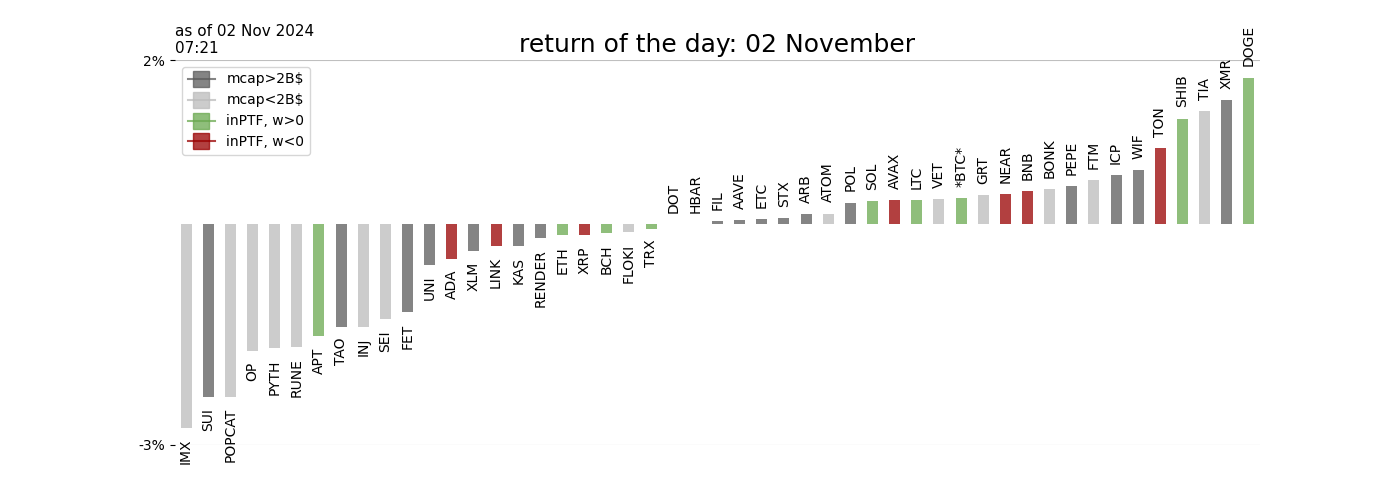 as of 02 Nov 2024
07:21
return of the day: 02 November
2%
-3%
mcap>2B$
mcap<2B$
inPTF, w>0
inPTF, w<0
IMX
SUI
POPCAT
OP
PYTH
RUNE
APT
TAO
INJ
SEI
FET
UNI
ADA
XLM
LINK
KAS
RENDER
ETH
XRP
BCH
FLOKI
TRX
DOT
HBAR
FIL
AAVE
ETC
STX
ARB
ATOM
POL
SOL
AVAX
LTC
VET
*BTC*
GRT
NEAR
BNB
BONK
PEPE
FTM
ICP
WIF
TON
SHIB
TIA
XMR
DOGE